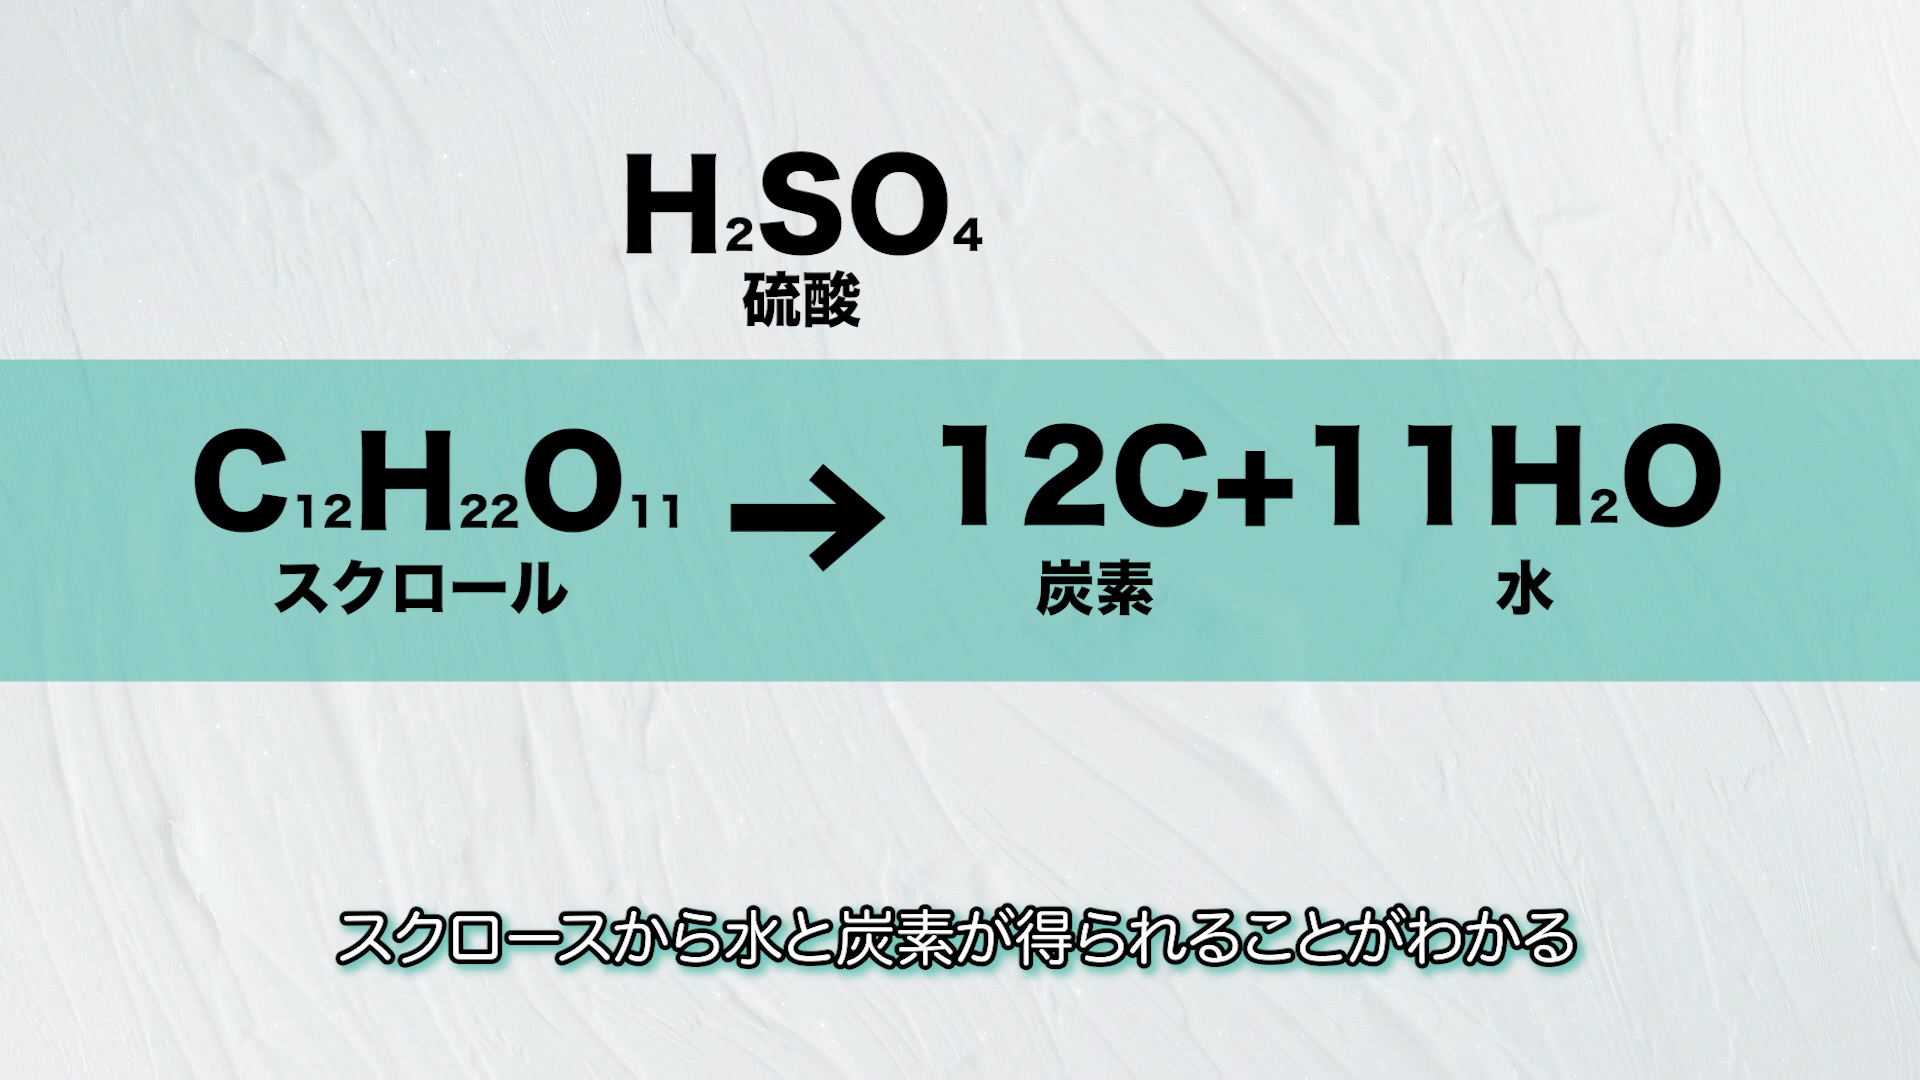 H₂SO₄
硫酸
C₁₂H₂₂O₁₁ → 12C+11H₂O
スクロール 炭素 水
スクロースから水と炭素が得られることがわかる